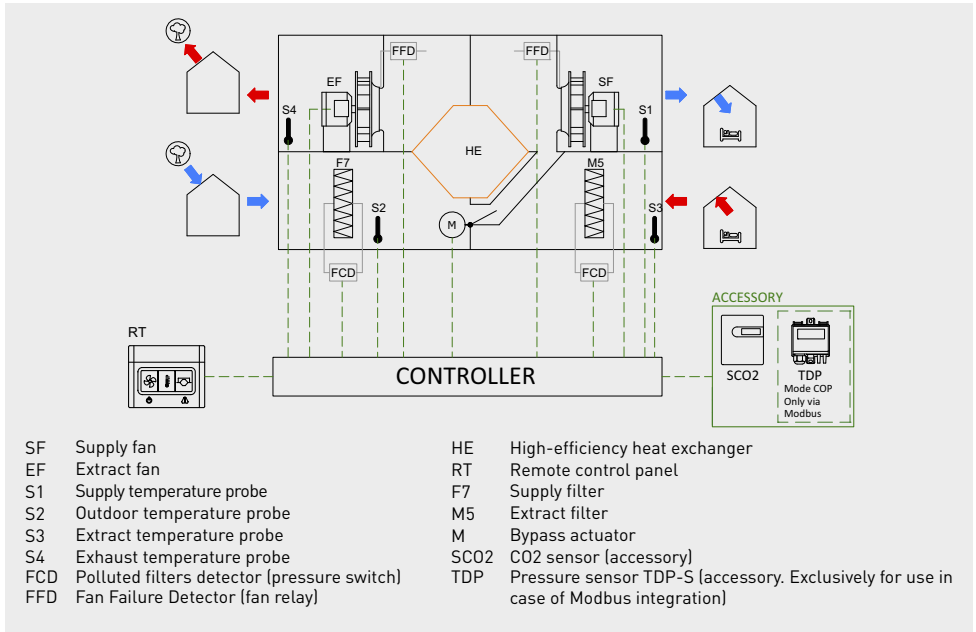 FFD
FFD
EF
SF
S4
S1
HE
F7
M5
S2
S3
M
FCD
FCD
ACCESSORY
RT
CONTROLLER
SCO2
TDP
Mode COP
Only via
Modbus
SF Supply fan
EF Extract fan
S1 Supply temperature probe
S2 Outdoor temperature probe
S3 Extract temperature probe
S4 Exhaust temperature probe
FCD Polluted filters detector (pressure switch)
FFD Fan Failure Detector (fan relay)
HE High-efficiency heat exchanger
RT Remote control panel
F7 Supply filter
M5 Extract filter
M Bypass actuator
SCO2 CO2 sensor (accessory)
TDP Pressure sensor TDP-S (accessory. Exclusively for use in
case of Modbus integration)